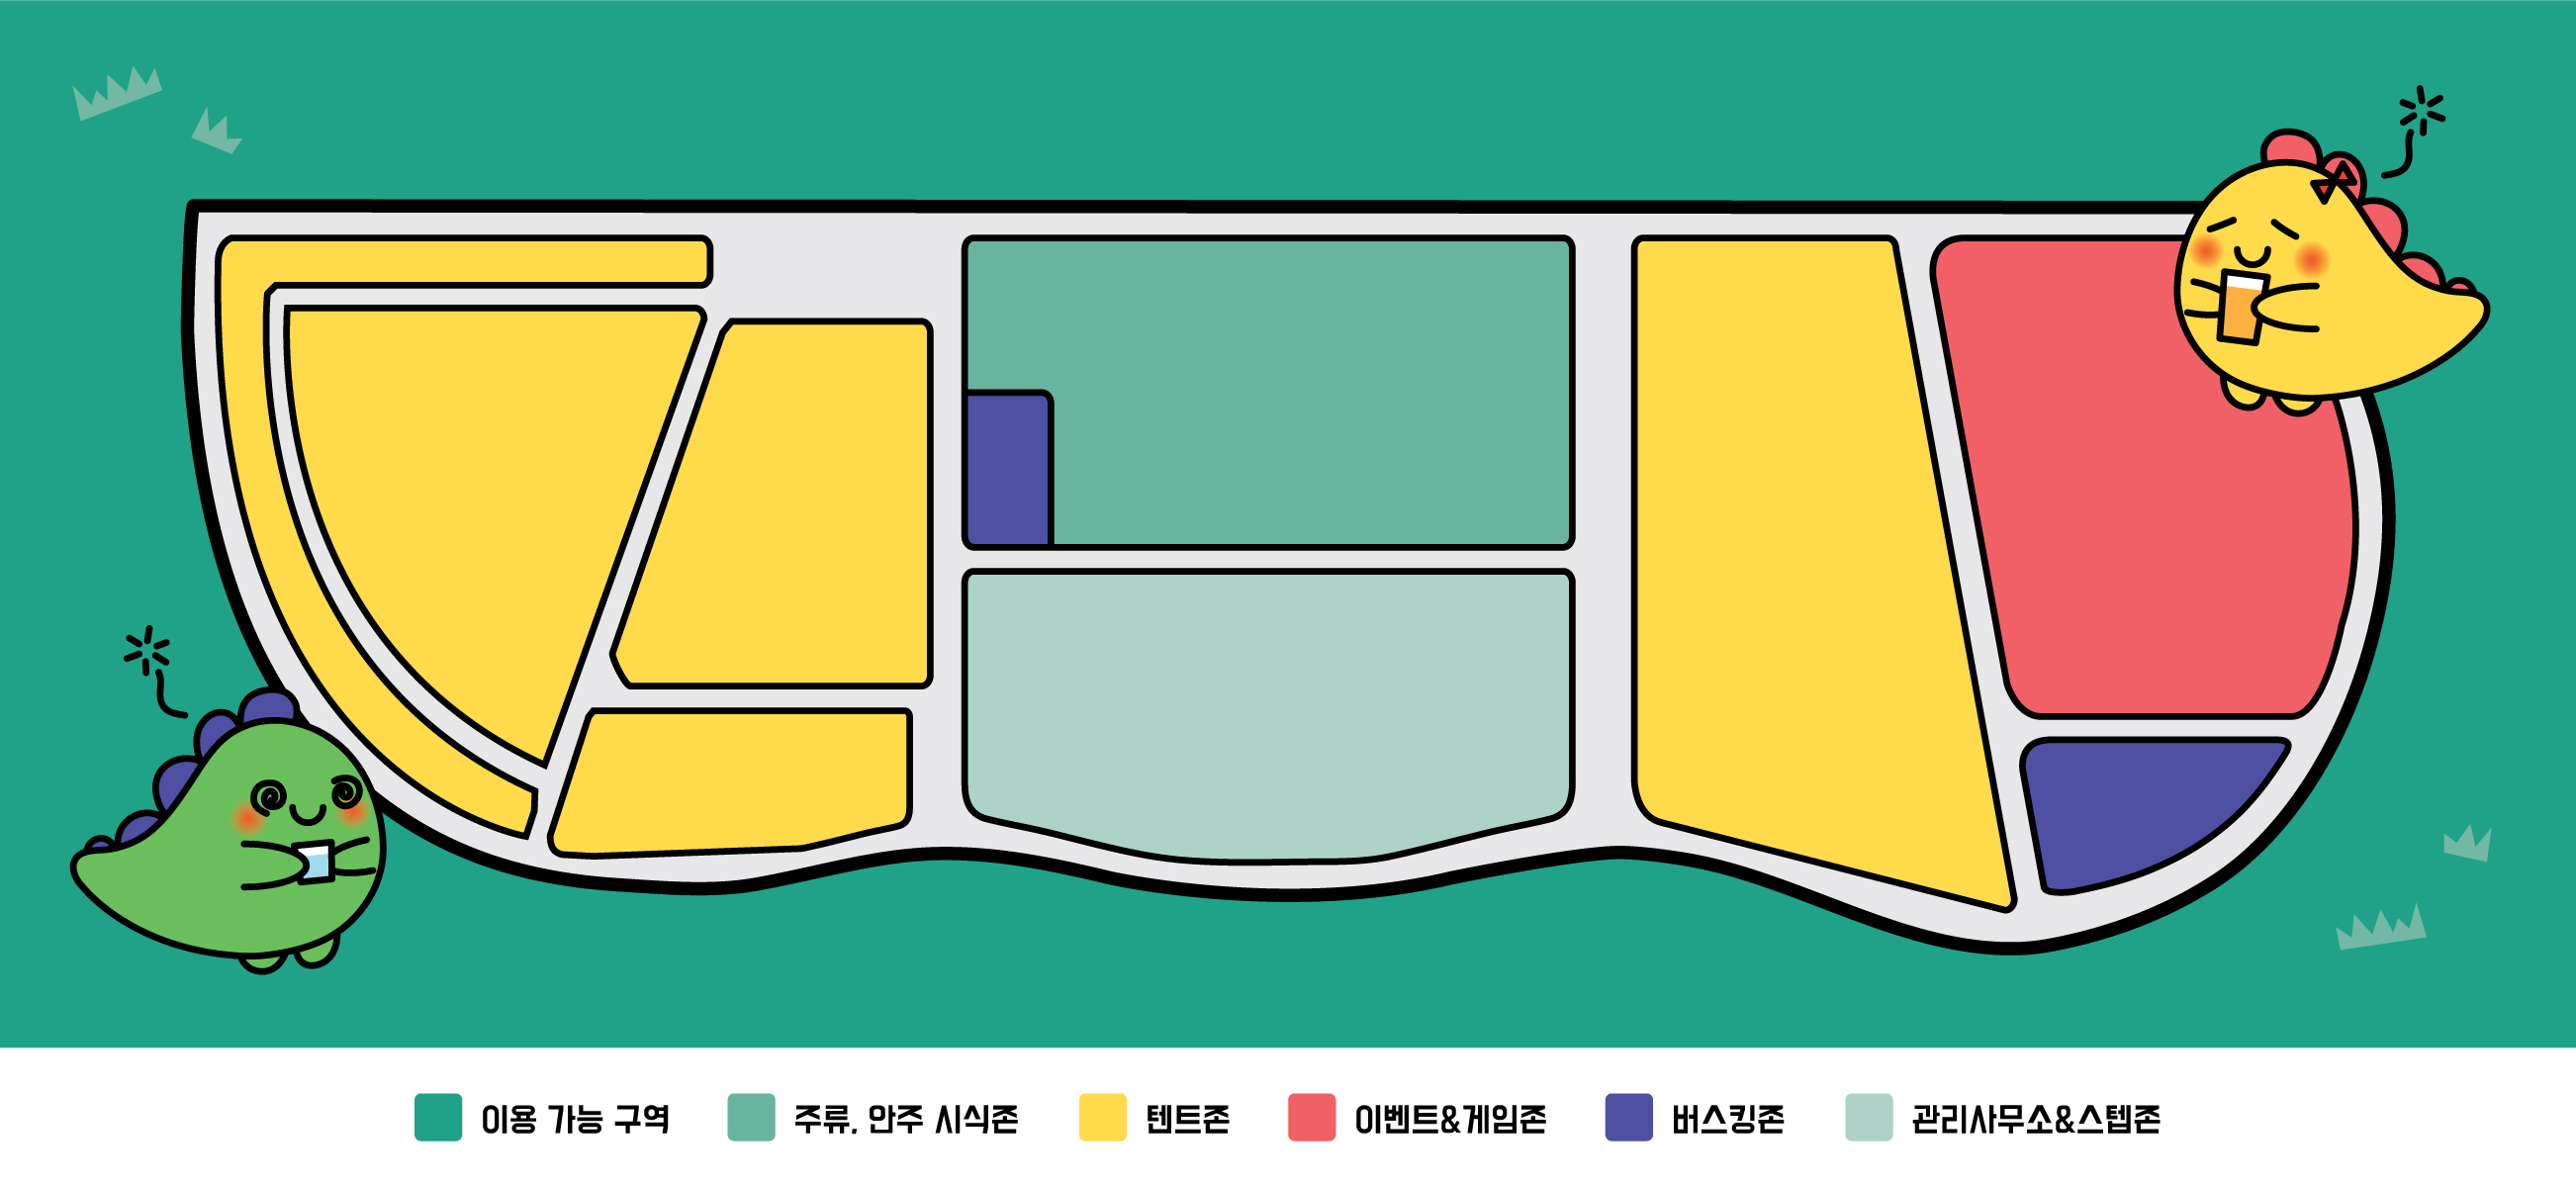 이용 가능 구역
주류, 안주 시식존
텐트존
이벤트&게임존
버스킹존
관리사무소&스텝존